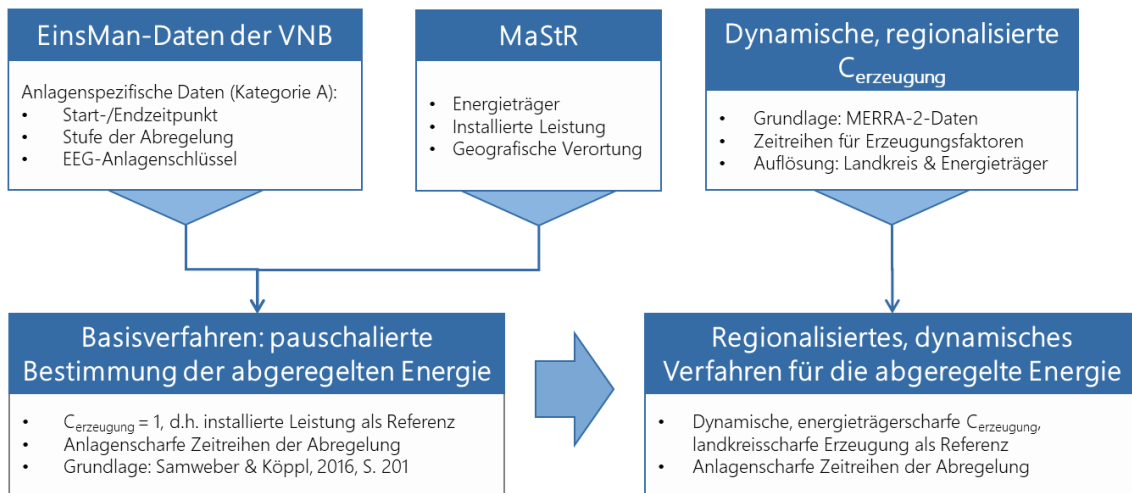 EinsMan-Daten der VNB
Anlagenspezifische Daten (Kategorie A):
• Start-/Endzeitpunkt
• Stufe der Abregelung
• EEG-Anlagenschlüssel
MaStR
• Energieträger
• Installierte Leistung
• Geografische Verortung
Dynamische, regionalisierte
Cerzeugung
• Grundlage: MERRA-2-Daten
• Zeitreihen für Erzeugungsfaktoren
• Auflösung: Landkreis & Energieträger
Basisverfahren: pauschalierte
Bestimmung der abgeregelten Energie
• Cerzeugung = 1, d.h. installierte Leistung als Referenz
• Anlagenscharfe Zeitreihen der Abregelung
• Grundlage: Samweber & Köppl, 2016, S. 201
Regionalisiertes, dynamisches
Verfahren für die abgeregelte Energie
• Dynamische, energieträgerscharfe Cerzeugung,
landkreisscharfe Erzeugung als Referenz
• Anlagenscharfe Zeitreihen der Abregelung